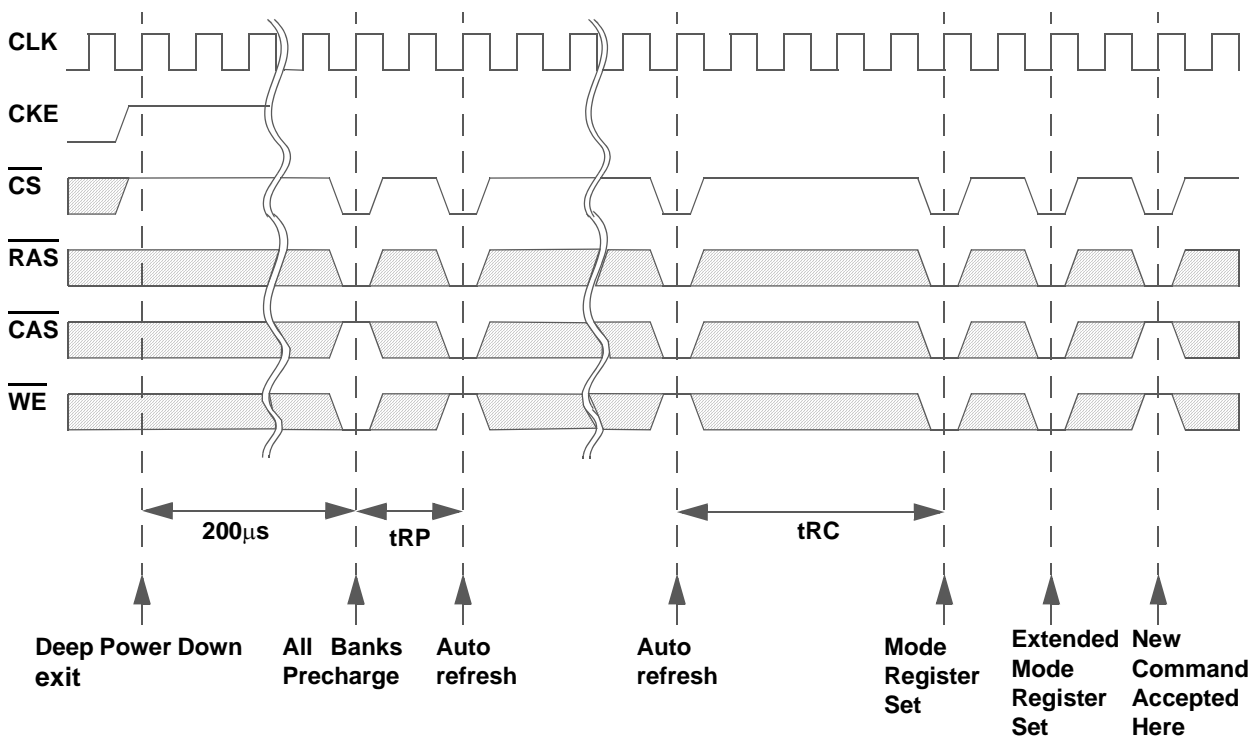 CLK
CKE
CS
RAS
CAS
WE
200μs
tRP
tRC
Deep Power Down
exit
All Banks
Precharge
Auto
refresh
Auto
refresh
Mode
Register
Set
Extended
Mode
Register
Set
New
Command
Accepted
Here